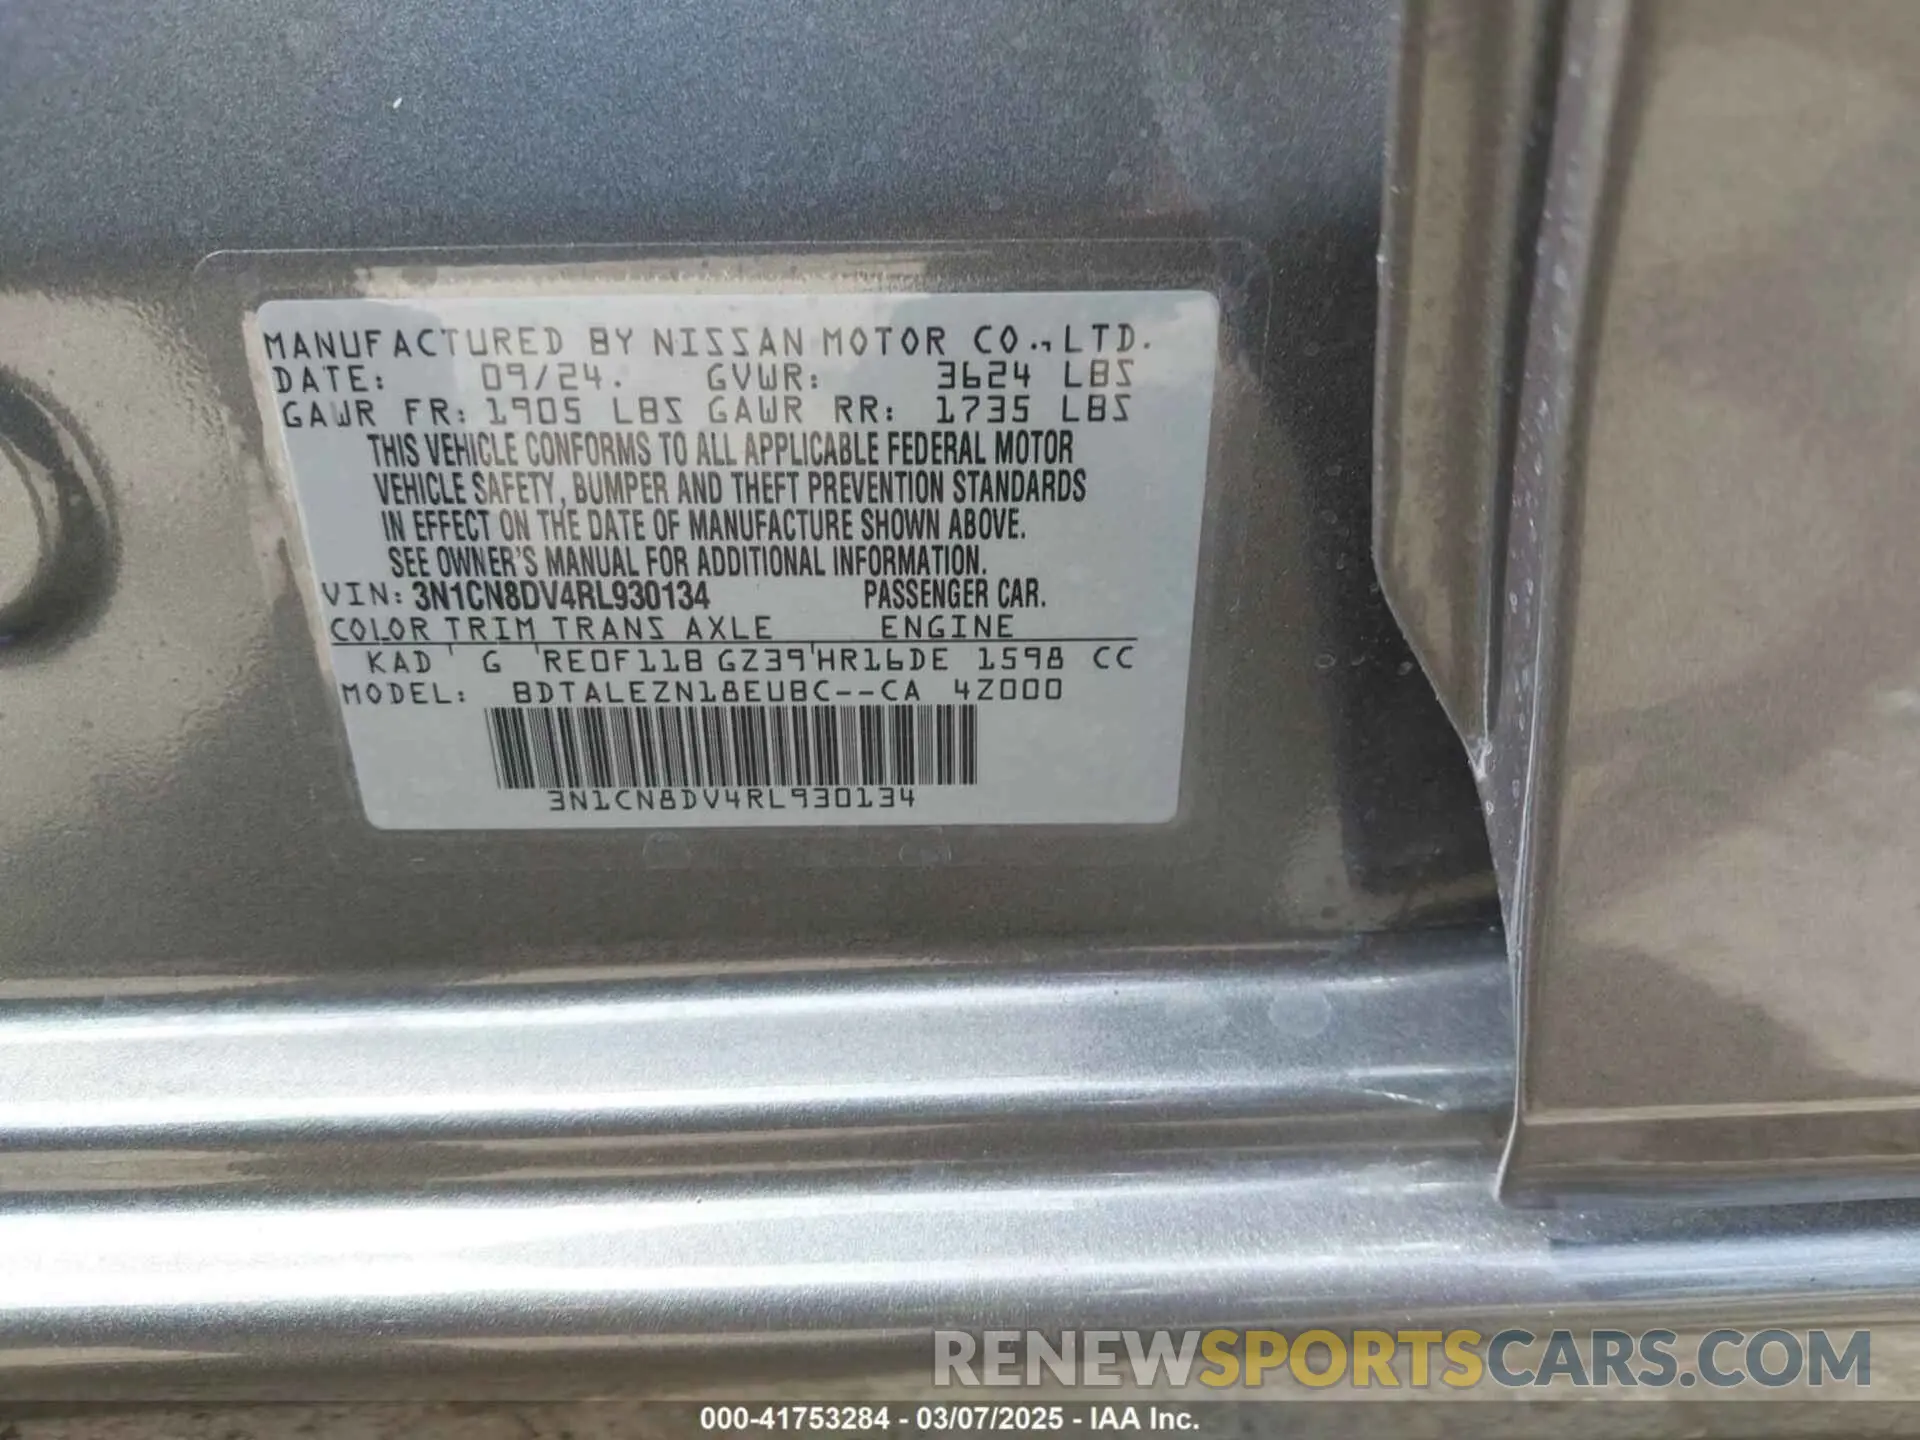 MANUFACTURED BY NISSAN MOTOR CO., LTD.
DATE: 09/24. GVWR: 3624 LBS
GAWR FR: 1905 LBS GAWR RR: 1735 LBS
THIS VEHICLE CONFORMS TO ALL APPLICABLE FEDERAL MOTOR
VEHICLE SAFETY, BUMPER AND THEFT PREVENTION STANDARDS
IN EFFECT ON THE DATE OF MANUFACTURE SHOWN ABOVE.
SEE OWNER'S MANUAL FOR ADDITIONAL INFORMATION.
VIN: 3N1CN8DV4RL930134 PASSENGER CAR.
COLOR TRIM TRANS AXLE ENGINE
KAD G RE0F11B GZ39 HR16DE 1598 CC
MODEL: BDTALEZN18EUBC--CA 4Z000
3N1CN8DV4RL930134
RENEWSPORTSCARS.COM
000-41753284 - 03/07/2025 - IAA Inc.